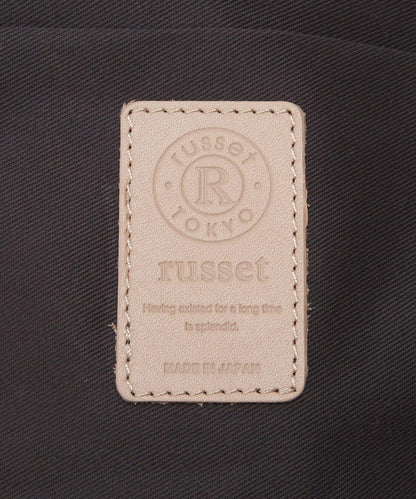 russet
R
TOKYO
russet
Having existed for a long time
is splendid.
MADE IN JAPAN